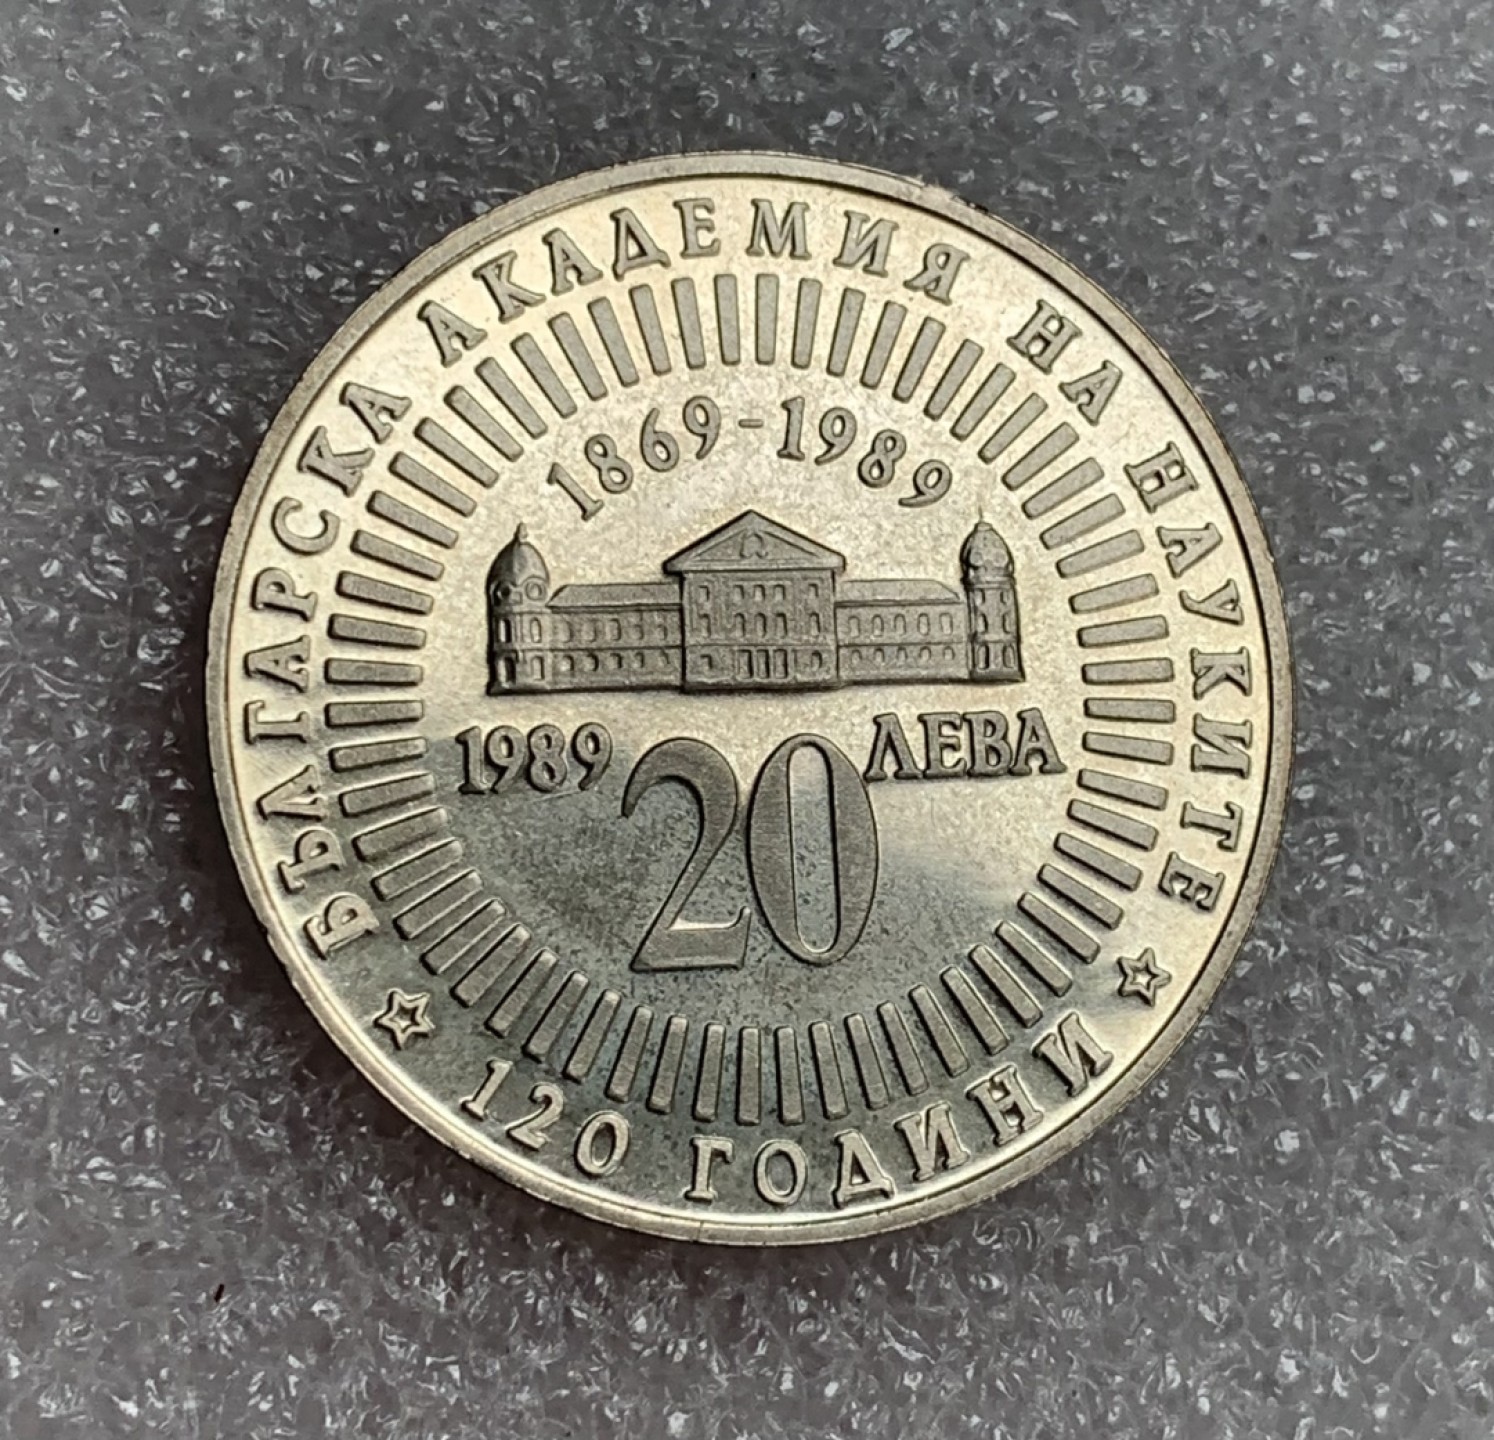 БЪЛГАРСКА АКАДЕМИЯ НА НАУКИТЕ
1869-1989
1989 20 ЛЕВА
120 ГОДИНИ